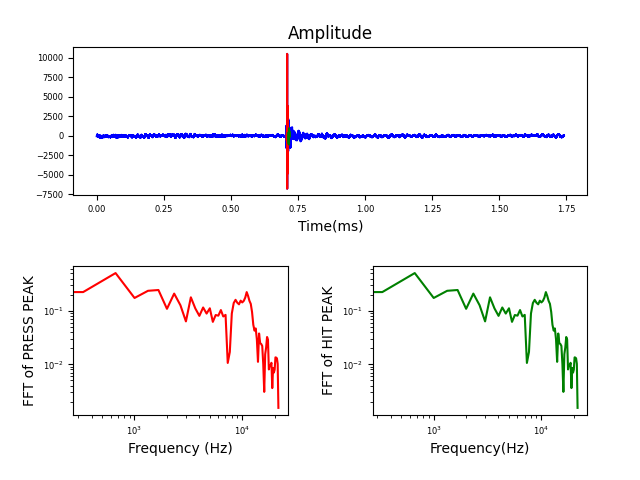 Amplitude
10000
7500
5000
2500
0
−2500
−5000
−7500
0.00 0.25 0.50 0.75 1.00 1.25 1.50 1.75
Time(ms)
FFT of PRESS PEAK
10⁻¹
10⁻²
10³ 10⁴
Frequency (Hz)
FFT of HIT PEAK
10⁻¹
10⁻²
10³ 10⁴
Frequency(Hz)